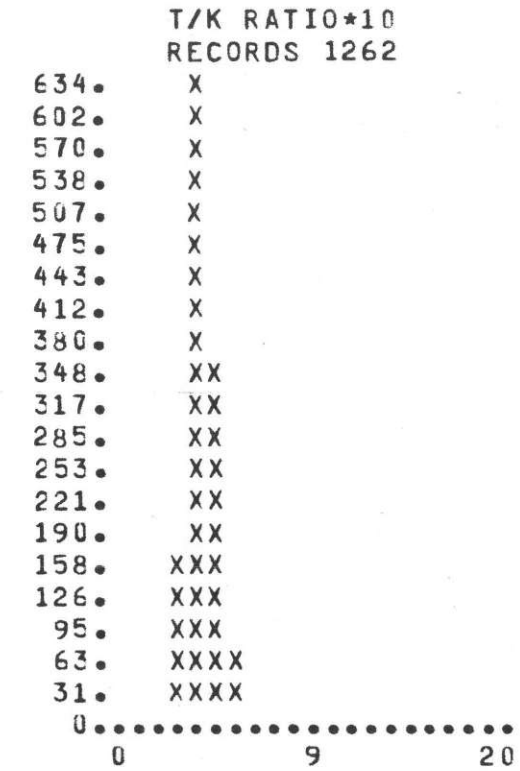 T/K RATIO*10
RECORDS 1262
634. X
602. X
570. X
538. X
507. X
475. X
443. X
412. X
380. X
348. XX
317. XX
285. XX
253. XX
221. XX
190. XX
158. XXX
126. XXX
95. XXX
63. XXXX
31. XXXX
0......................
0 9 20